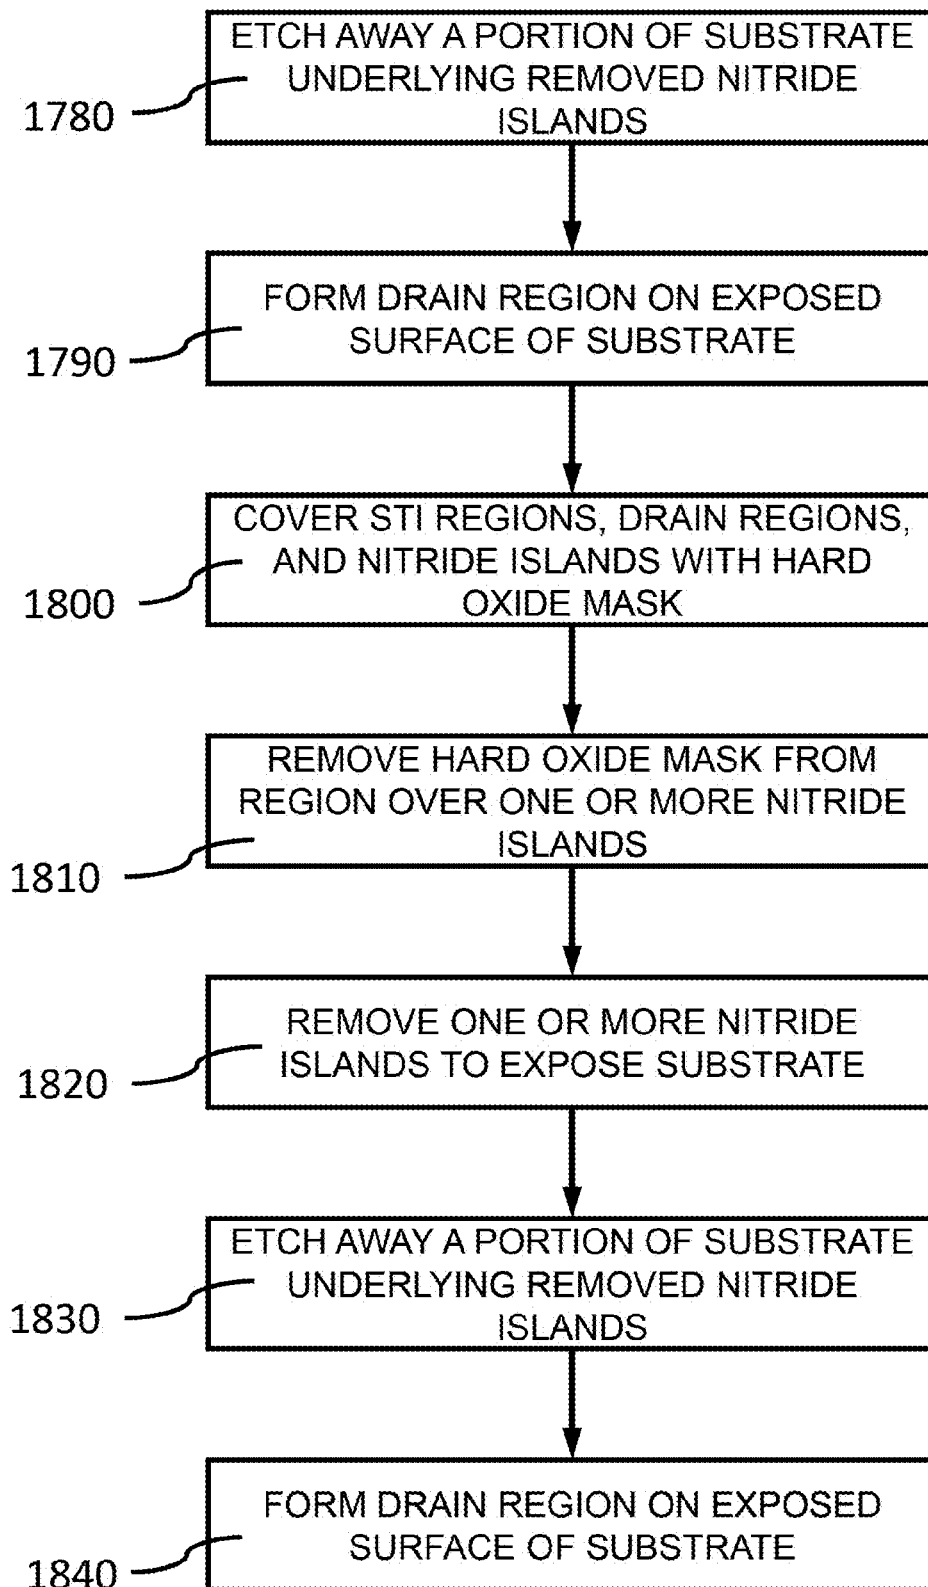 ETCH AWAY A PORTION OF SUBSTRATE
UNDERLYING REMOVED NITRIDE
ISLANDS
1780
FORM DRAIN REGION ON EXPOSED
SURFACE OF SUBSTRATE
1790
COVER STI REGIONS, DRAIN REGIONS,
AND NITRIDE ISLANDS WITH HARD
OXIDE MASK
1800
REMOVE HARD OXIDE MASK FROM
REGION OVER ONE OR MORE NITRIDE
ISLANDS
1810
REMOVE ONE OR MORE NITRIDE
ISLANDS TO EXPOSE SUBSTRATE
1820
ETCH AWAY A PORTION OF SUBSTRATE
UNDERLYING REMOVED NITRIDE
ISLANDS
1830
FORM DRAIN REGION ON EXPOSED
SURFACE OF SUBSTRATE
1840